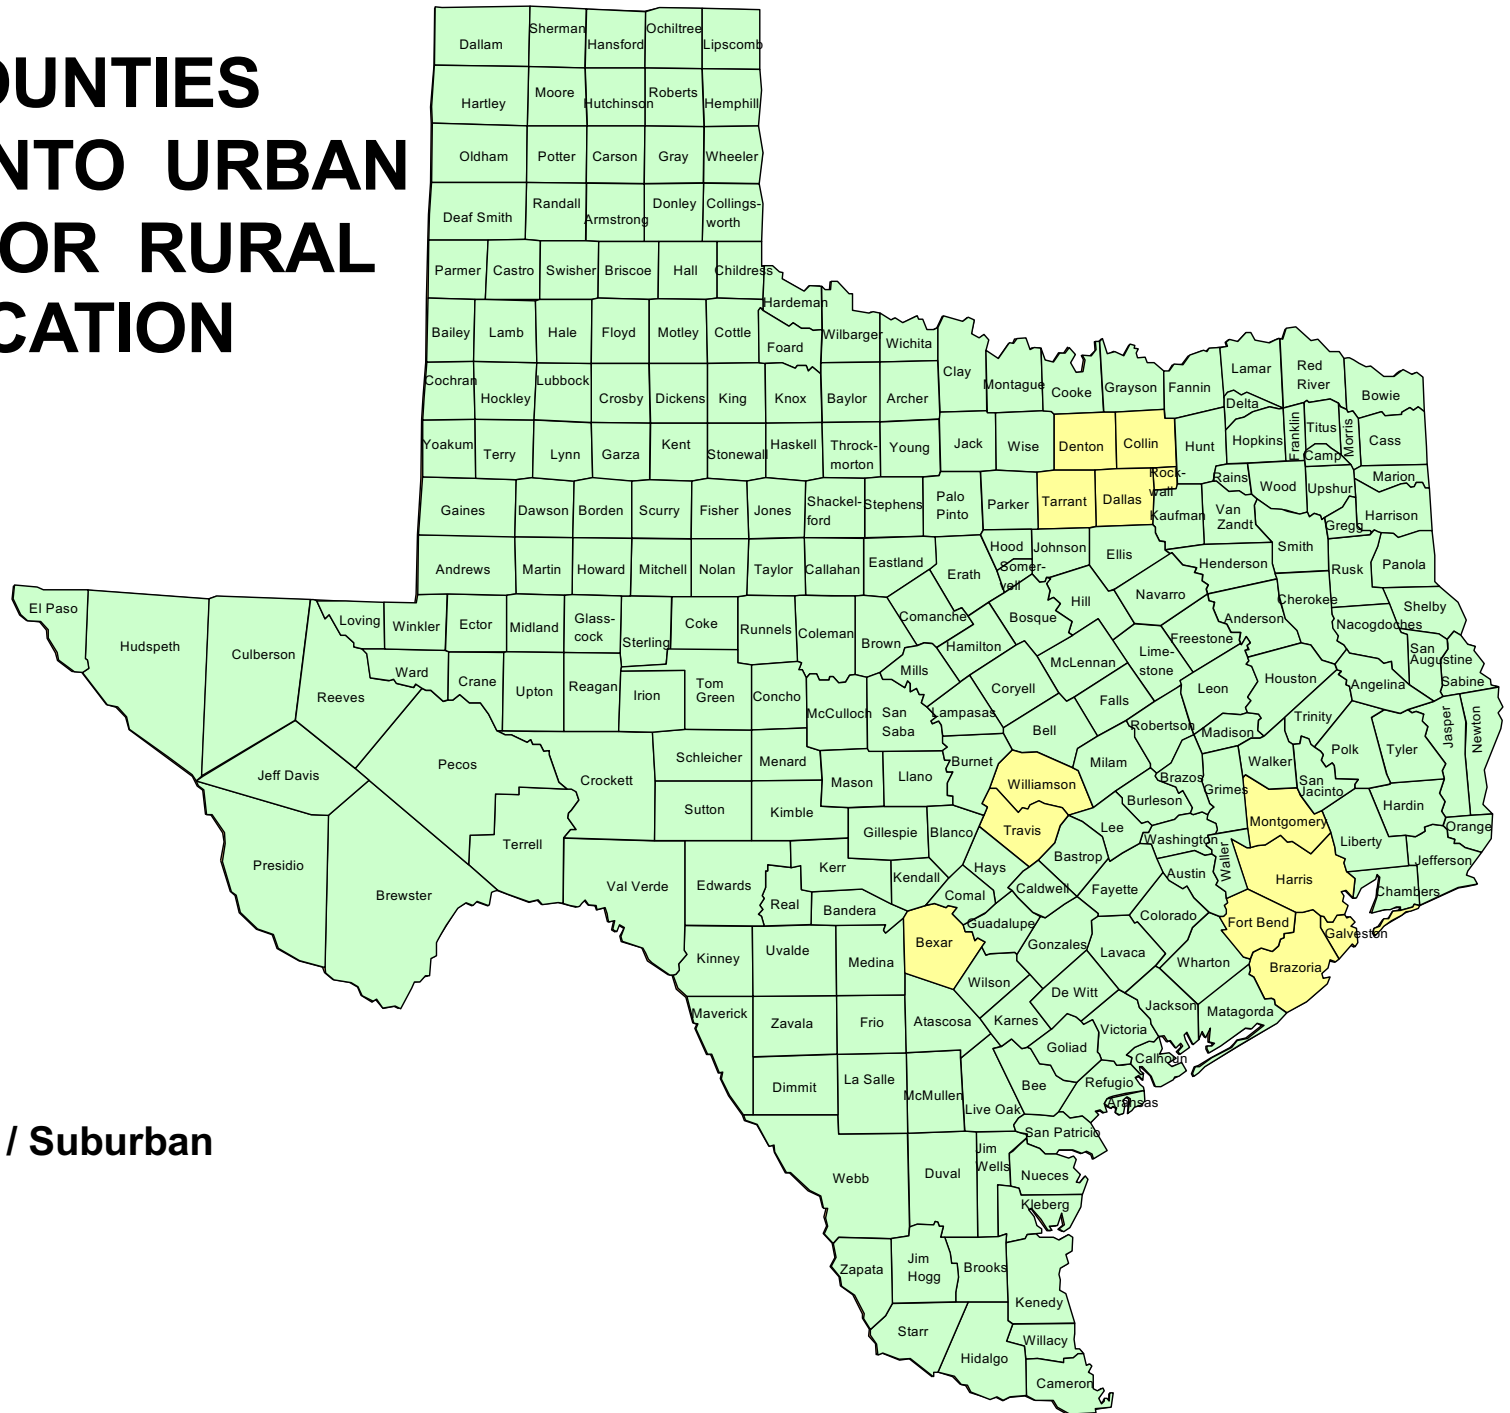 OUNTIES
NTO URBAN
OR RURAL
CATION
/ Suburban
Dallam
Sherman
Hansford
Ochiltree
Lipscomb
Hartley
Moore
Hutchinson
Roberts
Hemphill
Oldham
Potter
Carson
Gray
Wheeler
Deaf Smith
Randall
Armstrong
Donley
Collings-
worth
Parmer
Castro
Swisher
Briscoe
Hall
Childress
Hardeman
Bailey
Lamb
Hale
Floyd
Motley
Cottle
Foard
Wilbarger
Wichita
Clay
Montague
Cooke
Grayson
Fannin
Lamar
Red
River
Bowie
Cochran
Hockley
Lubbock
Crosby
Dickens
King
Knox
Baylor
Archer
Delta
Yoakum
Terry
Lynn
Garza
Kent
Stonewall
Haskell
Throck-
morton
Young
Jack
Wise
Denton
Collin
Hunt
Hopkins
Franklin
Titus
Camp
Morris
Cass
Marion
Gaines
Dawson
Borden
Scurry
Fisher
Jones
Shackel-
ford
Stephens
Palo
Pinto
Parker
Tarrant
Dallas
Rock-
wall
Kaufman
Rains
Van
Zandt
Wood
Upshur
Gregg
Harrison
Andrews
Martin
Howard
Mitchell
Nolan
Taylor
Callahan
Eastland
Erath
Hood
Somer-
vell
Johnson
Ellis
Henderson
Smith
Rusk
Panola
El Paso
Hudspeth
Culberson
Reeves
Loving
Winkler
Ector
Midland
Glass-
cock
Sterling
Coke
Runnels
Coleman
Brown
Comanche
Hamilton
Bosque
Hill
Navarro
Freestone
Anderson
Cherokee
Nacogdoches
Shelby
San
Augustine
Sabine
Ward
Crane
Upton
Reagan
Irion
Tom
Green
Concho
McCulloch
San
Saba
Mills
Lampasas
Coryell
McLennan
Lime-
stone
Falls
Leon
Houston
Angelina
Trinity
Jeff Davis
Pecos
Crockett
Schleicher
Menard
Mason
Llano
Burnet
Bell
Williamson
Milam
Robertson
Madison
Brazos
Grimes
Walker
San
Jacinto
Polk
Tyler
Jasper
Newton
Presidio
Brewster
Terrell
Sutton
Kimble
Gillespie
Blanco
Travis
Lee
Burleson
Washington
Montgomery
Liberty
Hardin
Orange
Jefferson
Val Verde
Edwards
Real
Kerr
Bandera
Kendall
Comal
Hays
Caldwell
Bastrop
Fayette
Austin
Waller
Harris
Chambers
Kinney
Uvalde
Medina
Bexar
Guadalupe
Gonzales
Lavaca
Colorado
Wharton
Fort Bend
Galveston
Brazoria
Maverick
Zavala
Frio
Atascosa
Wilson
Karnes
De Witt
Victoria
Jackson
Matagorda
Dimmit
La Salle
McMullen
Live Oak
Bee
Goliad
Refugio
Calhoun
Aransas
San Patricio
Webb
Duval
Jim
Wells
Nueces
Kleberg
Zapata
Jim
Hogg
Brooks
Kenedy
Starr
Hidalgo
Willacy
Cameron